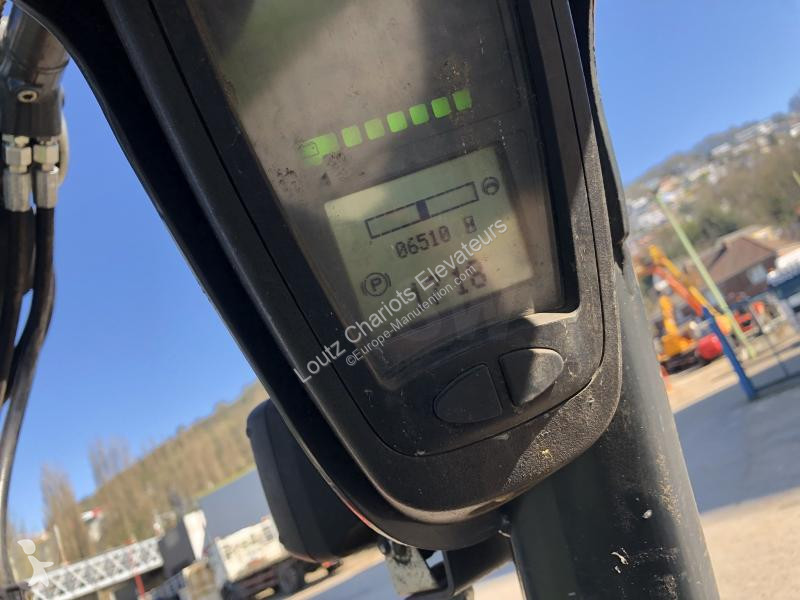 06510 H
P
Loutz Chariots Elevateurs
©Europe-Manutention.com